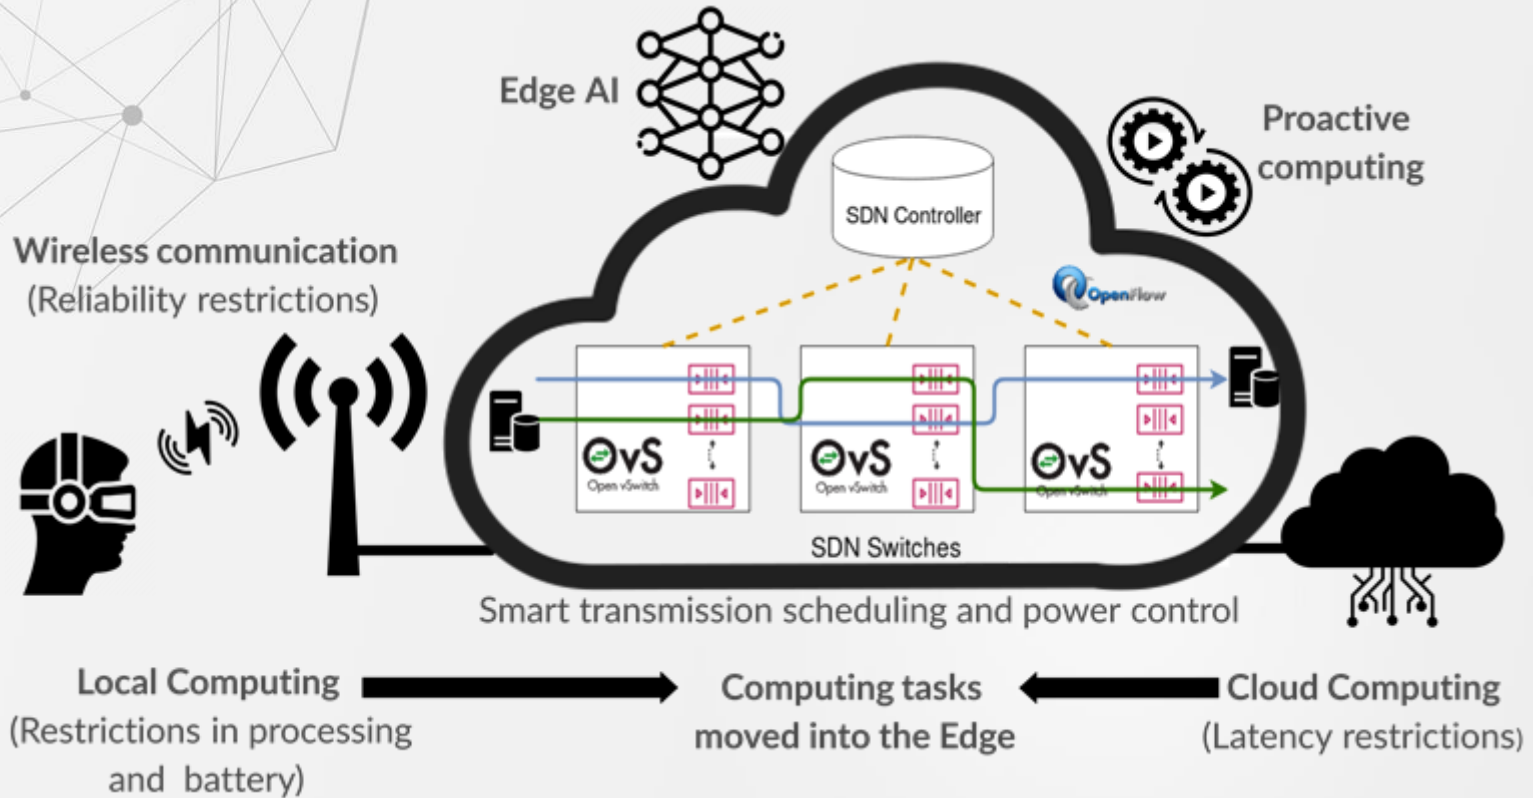 Edge AI
Proactive
computing
SDN Controller
Wireless communication
(Reliability restrictions)
OpenFlow
OvS
Open vSwitch
OvS
Open vSwitch
OvS
Open vSwitch
SDN Switches
Smart transmission scheduling and power control
Local Computing
(Restrictions in processing
and battery)
Computing tasks
moved into the Edge
Cloud Computing
(Latency restrictions)